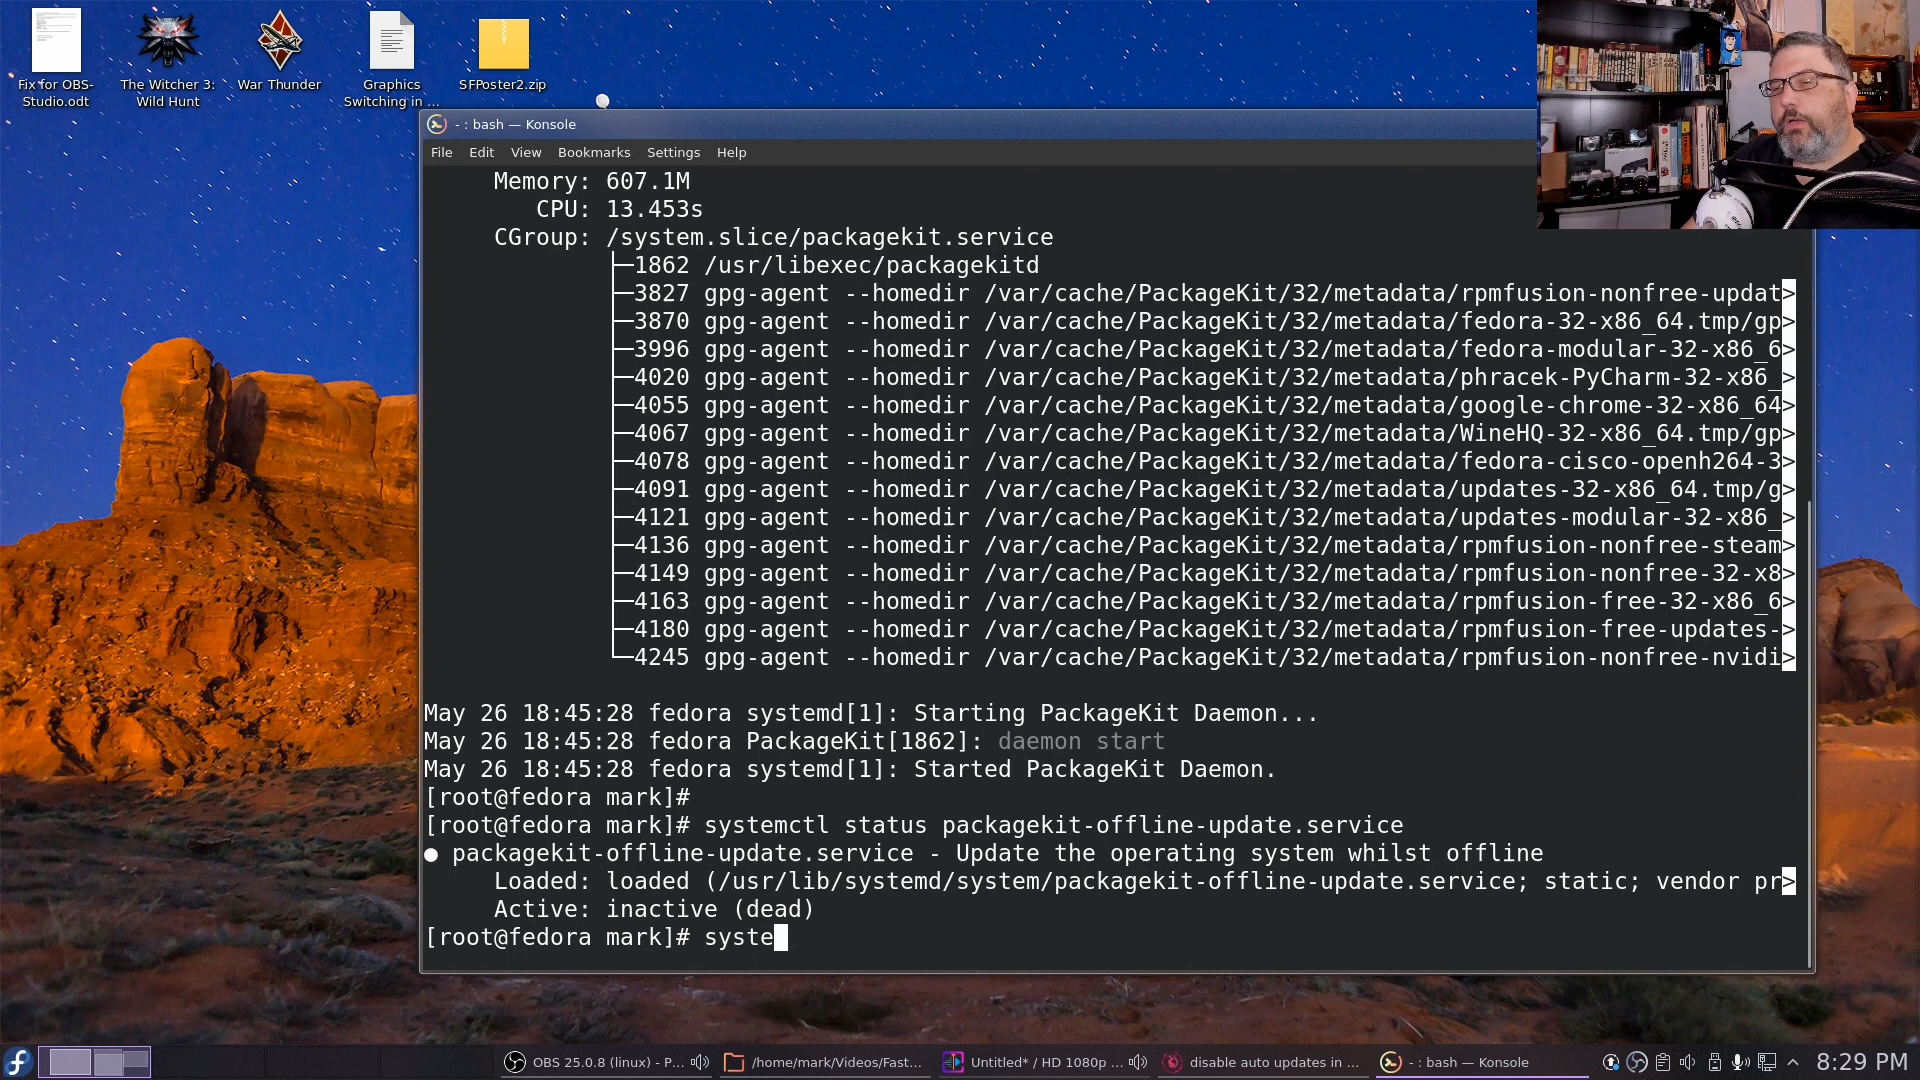 Fix for OBS-
Studio.odt
The Witcher 3:
Wild Hunt
War Thunder
Graphics
Switching in ...
SFPoster2.zip
- : bash — Konsole
File Edit View Bookmarks Settings Help
Memory: 607.1M
CPU: 13.453s
CGroup: /system.slice/packagekit.service
├─1862 /usr/libexec/packagekitd
├─3827 gpg-agent --homedir /var/cache/PackageKit/32/metadata/rpmfusion-nonfree-updat>
├─3870 gpg-agent --homedir /var/cache/PackageKit/32/metadata/fedora-32-x86_64.tmp/gp>
├─3996 gpg-agent --homedir /var/cache/PackageKit/32/metadata/fedora-modular-32-x86_6>
├─4020 gpg-agent --homedir /var/cache/PackageKit/32/metadata/phracek-PyCharm-32-x86_>
├─4055 gpg-agent --homedir /var/cache/PackageKit/32/metadata/google-chrome-32-x86_64>
├─4067 gpg-agent --homedir /var/cache/PackageKit/32/metadata/WineHQ-32-x86_64.tmp/gp>
├─4078 gpg-agent --homedir /var/cache/PackageKit/32/metadata/fedora-cisco-openh264-3>
├─4091 gpg-agent --homedir /var/cache/PackageKit/32/metadata/updates-32-x86_64.tmp/g>
├─4121 gpg-agent --homedir /var/cache/PackageKit/32/metadata/updates-modular-32-x86_>
├─4136 gpg-agent --homedir /var/cache/PackageKit/32/metadata/rpmfusion-nonfree-steam>
├─4149 gpg-agent --homedir /var/cache/PackageKit/32/metadata/rpmfusion-nonfree-32-x8>
├─4163 gpg-agent --homedir /var/cache/PackageKit/32/metadata/rpmfusion-free-32-x86_6>
├─4180 gpg-agent --homedir /var/cache/PackageKit/32/metadata/rpmfusion-free-updates->
└─4245 gpg-agent --homedir /var/cache/PackageKit/32/metadata/rpmfusion-nonfree-nvidi>
May 26 18:45:28 fedora systemd[1]: Starting PackageKit Daemon...
May 26 18:45:28 fedora PackageKit[1862]: daemon start
May 26 18:45:28 fedora systemd[1]: Started PackageKit Daemon.
[root@fedora mark]#
[root@fedora mark]# systemctl status packagekit-offline-update.service
● packagekit-offline-update.service - Update the operating system whilst offline
Loaded: loaded (/usr/lib/systemd/system/packagekit-offline-update.service; static; vendor pr>
Active: inactive (dead)
[root@fedora mark]# syste
OBS 25.0.8 (linux) - P...
/home/mark/Videos/Fast...
Untitled* / HD 1080p ...
disable auto updates in ...
- : bash — Konsole
8:29 PM